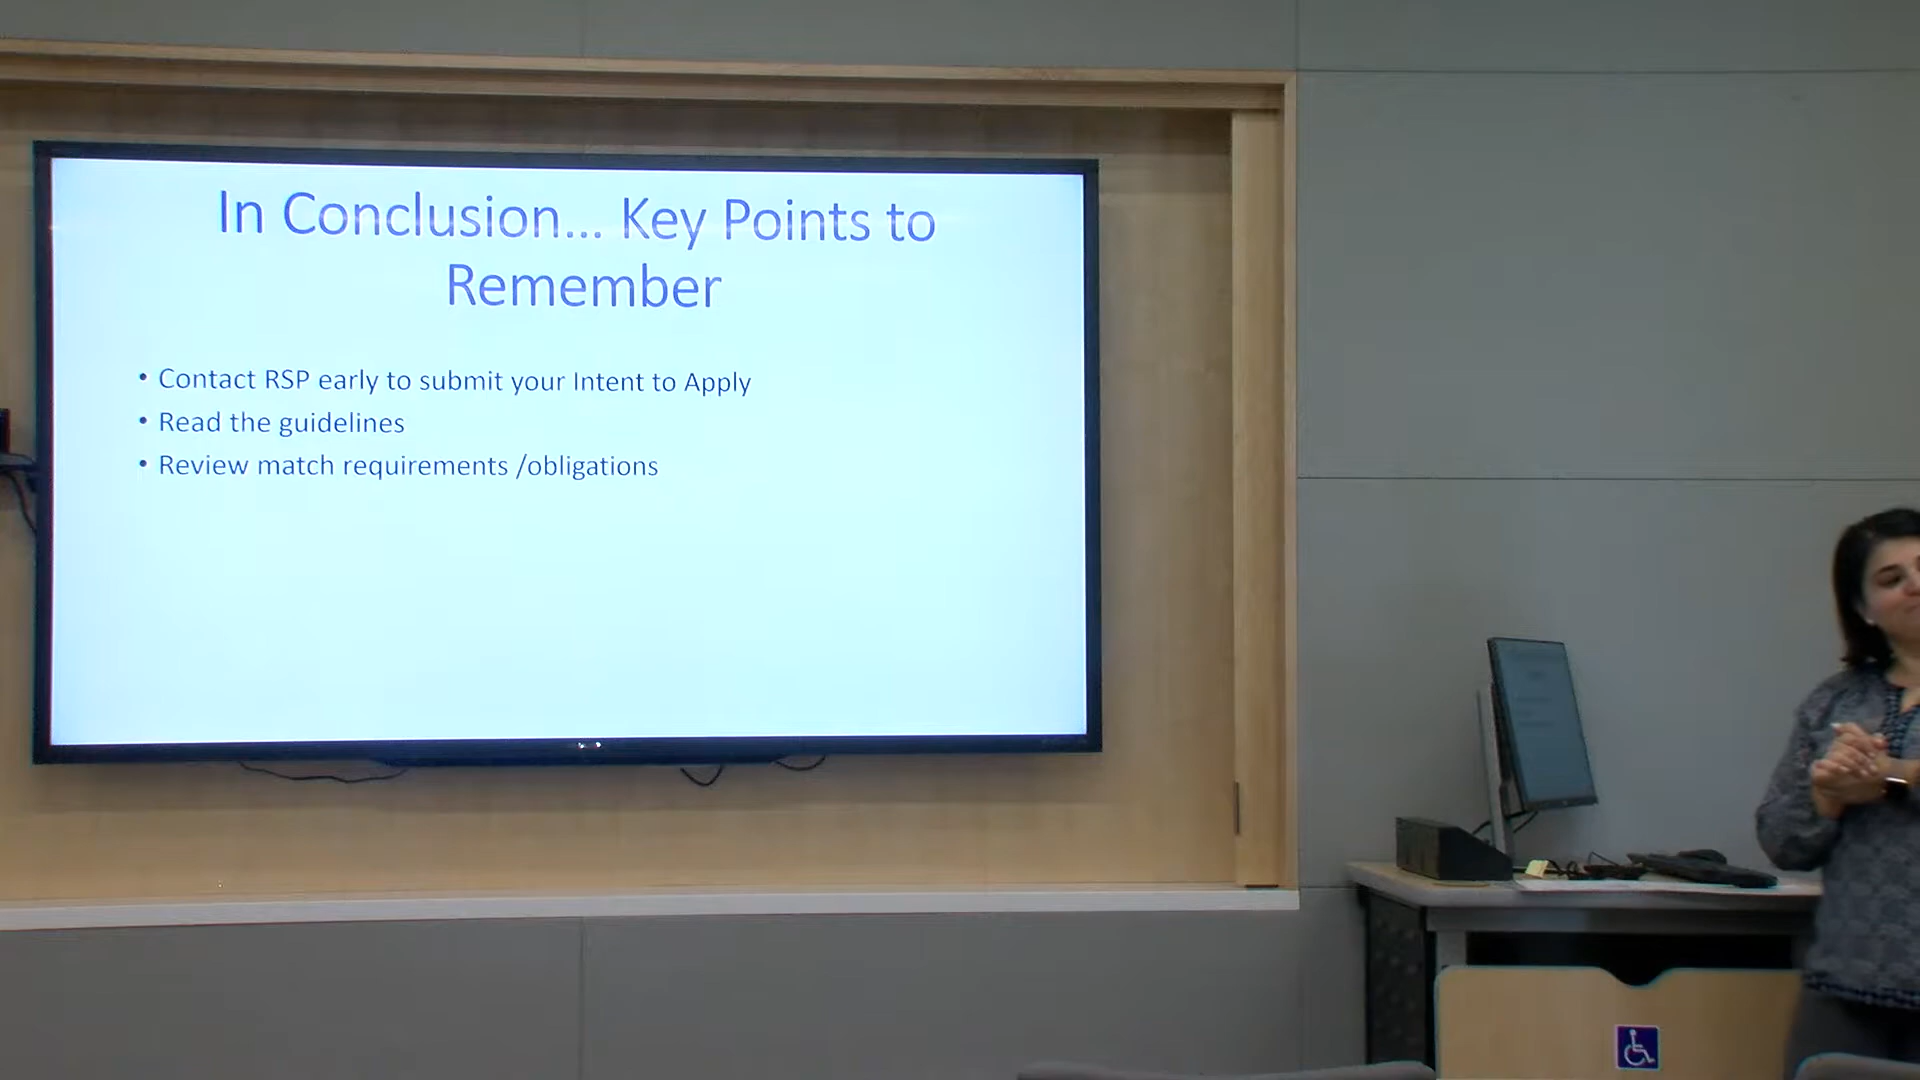 In Conclusion... Key Points to
Remember
• Contact RSP early to submit your Intent to Apply
• Read the guidelines
• Review match requirements /obligations